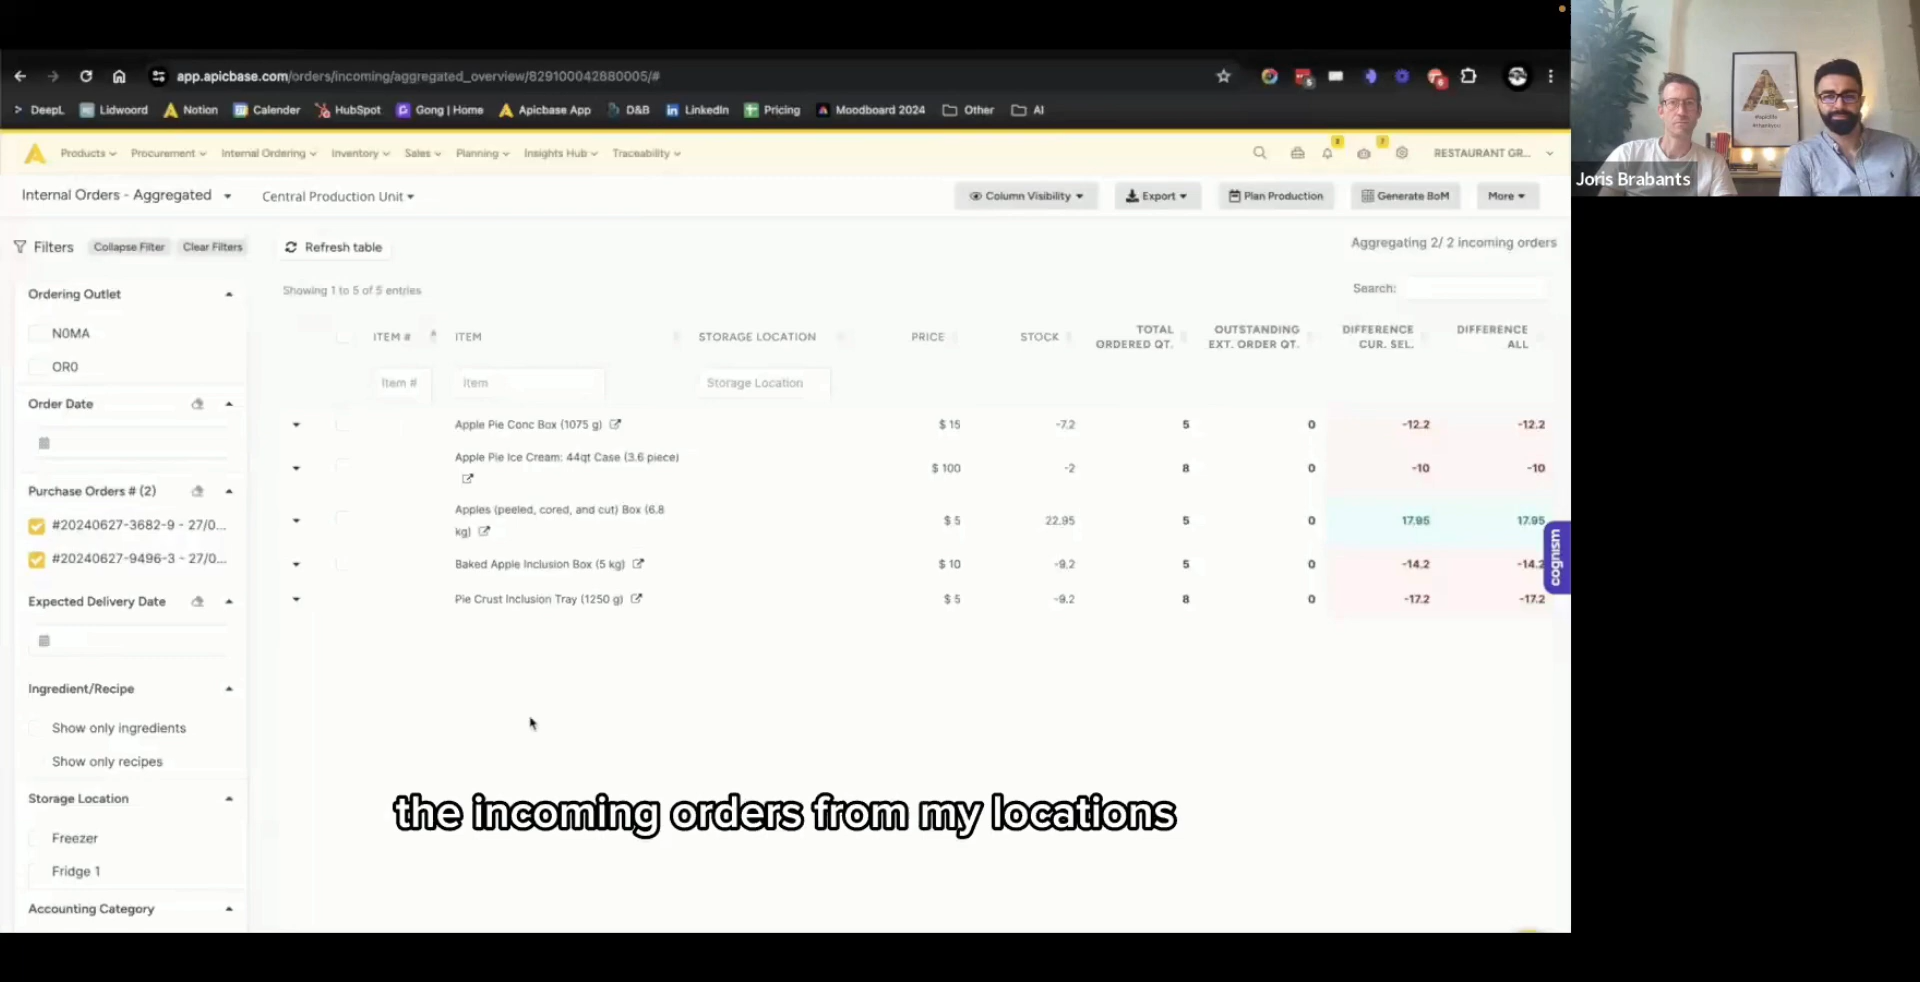 app.apicbase.com/orders/incoming/aggregated_overview/829100042880005/#
DeepL Lidwoord Notion Calender HubSpot Gong | Home Apicbase App D&B LinkedIn Pricing Moodboard 2024 Other AI
Products Procurement Internal Ordering Inventory Sales Planning Insights Hub Traceability RESTAURANT GR...
Joris Brabants
Internal Orders - Aggregated Central Production Unit Column Visibility Export Plan Production Generate BoM More
Filters Collapse Filter Clear Filters Refresh table Aggregating 2/ 2 incoming orders
Showing 1 to 5 of 5 entries Search:
Ordering Outlet
N0MA
OR0
Order Date
Purchase Orders # (2)
#20240627-3682-9 - 27/0...
#20240627-9496-3 - 27/0...
Expected Delivery Date
Ingredient/Recipe
Show only ingredients
Show only recipes
Storage Location
Freezer
Fridge 1
Accounting Category
ITEM # ITEM STORAGE LOCATION PRICE STOCK TOTAL ORDERED QT. OUTSTANDING EXT. ORDER QT. DIFFERENCE CUR. SEL. DIFFERENCE ALL
Item # Item Storage Location
Apple Pie Conc Box (1075 g) $ 15 -7.2 5 0 -12.2 -12.2
Apple Pie Ice Cream: 44qt Case (3.6 piece) $ 100 -2 8 0 -10 -10
Apples (peeled, cored, and cut) Box (6.8 kg) $ 5 22.95 5 0 17.95 17.95
Baked Apple Inclusion Box (5 kg) $ 10 -9.2 5 0 -14.2 -14.2
Pie Crust Inclusion Tray (1250 g) $ 5 -9.2 8 0 -17.2 -17.2
cognism
the incoming orders from my locations